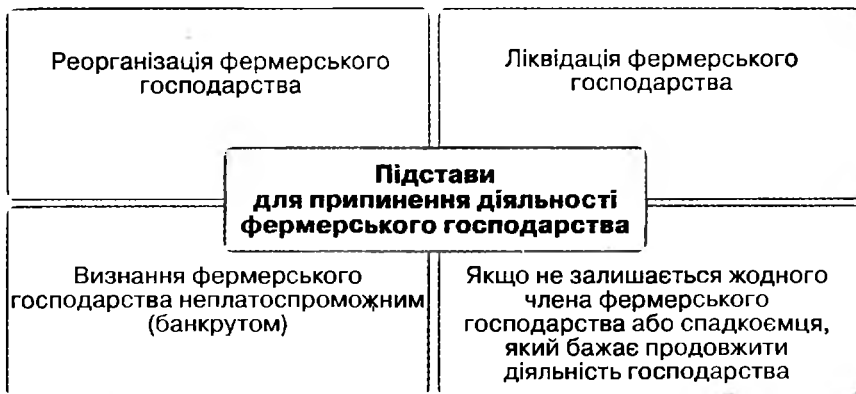 Реорганізація фермерського
господарства
Ліквідація фермерського
господарства
Підстави
для припинення діяльності
фермерського господарства
Визнання фермерського
господарства неплатоспроможним
(банкрутом)
Якщо не залишається жодного
члена фермерського
господарства або спадкоємця,
який бажає продовжити
діяльність господарства